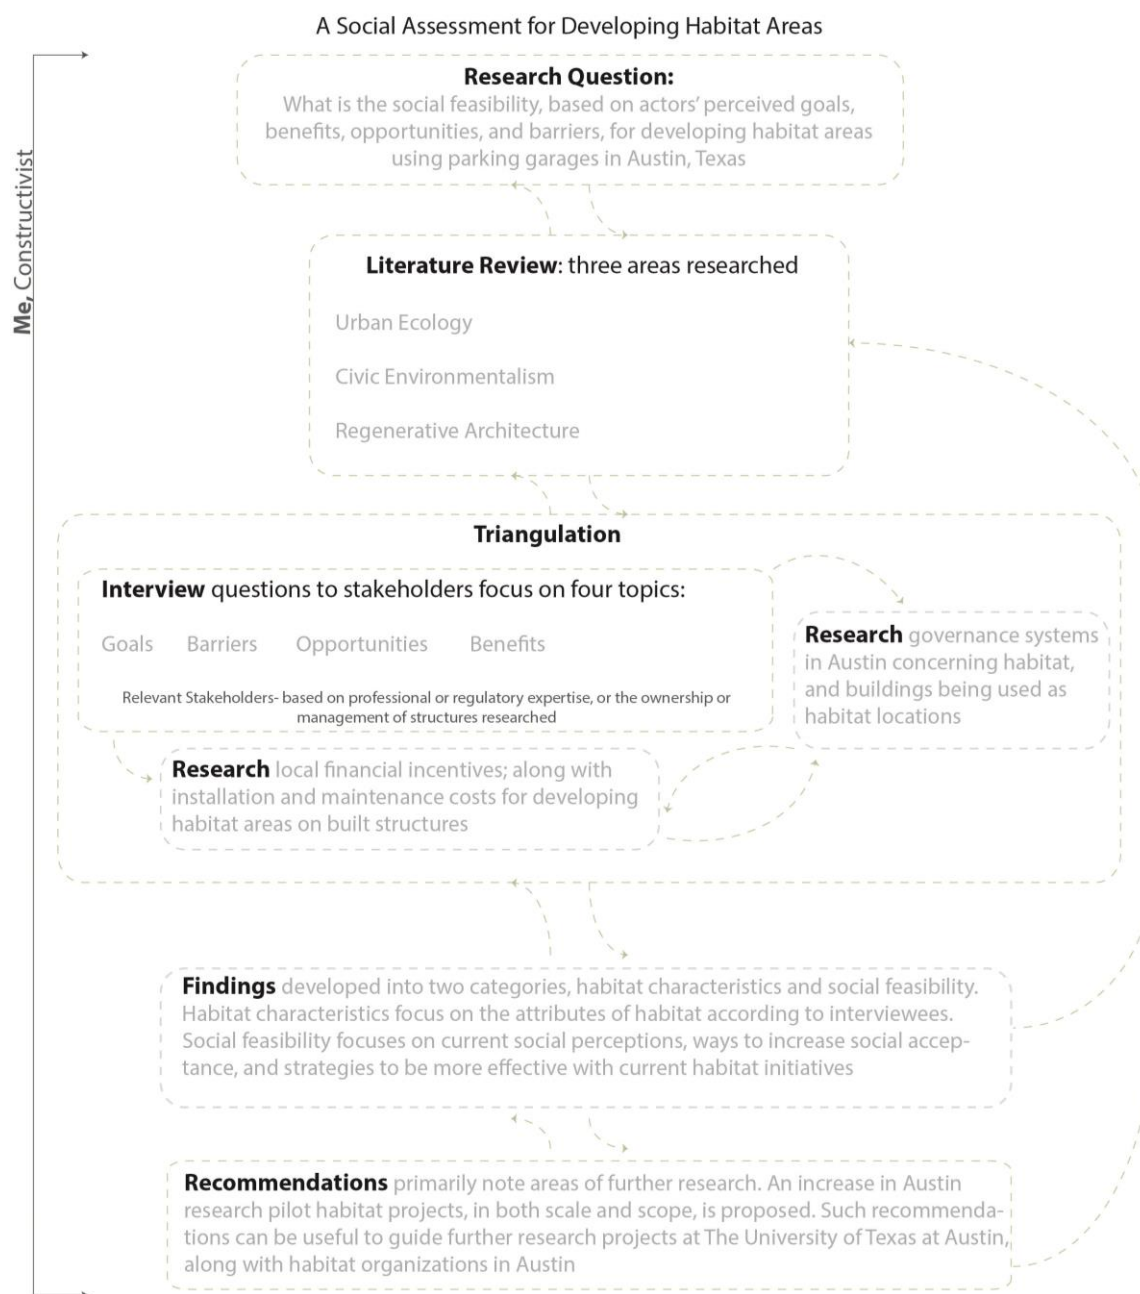 A Social Assessment for Developing Habitat Areas
Me, Constructivist
Research Question:
What is the social feasibility, based on actors' perceived goals,
benefits, opportunities, and barriers, for developing habitat areas
using parking garages in Austin, Texas
Literature Review: three areas researched
Urban Ecology
Civic Environmentalism
Regenerative Architecture
Triangulation
Interview questions to stakeholders focus on four topics:
Goals Barriers Opportunities Benefits
Relevant Stakeholders- based on professional or regulatory expertise, or the ownership or
management of structures researched
Research governance systems
in Austin concerning habitat,
and buildings being used as
habitat locations
Research local financial incentives; along with
installation and maintenance costs for developing
habitat areas on built structures
Findings developed into two categories, habitat characteristics and social feasibility.
Habitat characteristics focus on the attributes of habitat according to interviewees.
Social feasibility focuses on current social perceptions, ways to increase social accep-
tance, and strategies to be more effective with current habitat initiatives
Recommendations primarily note areas of further research. An increase in Austin
research pilot habitat projects, in both scale and scope, is proposed. Such recommenda-
tions can be useful to guide further research projects at The University of Texas at Austin,
along with habitat organizations in Austin